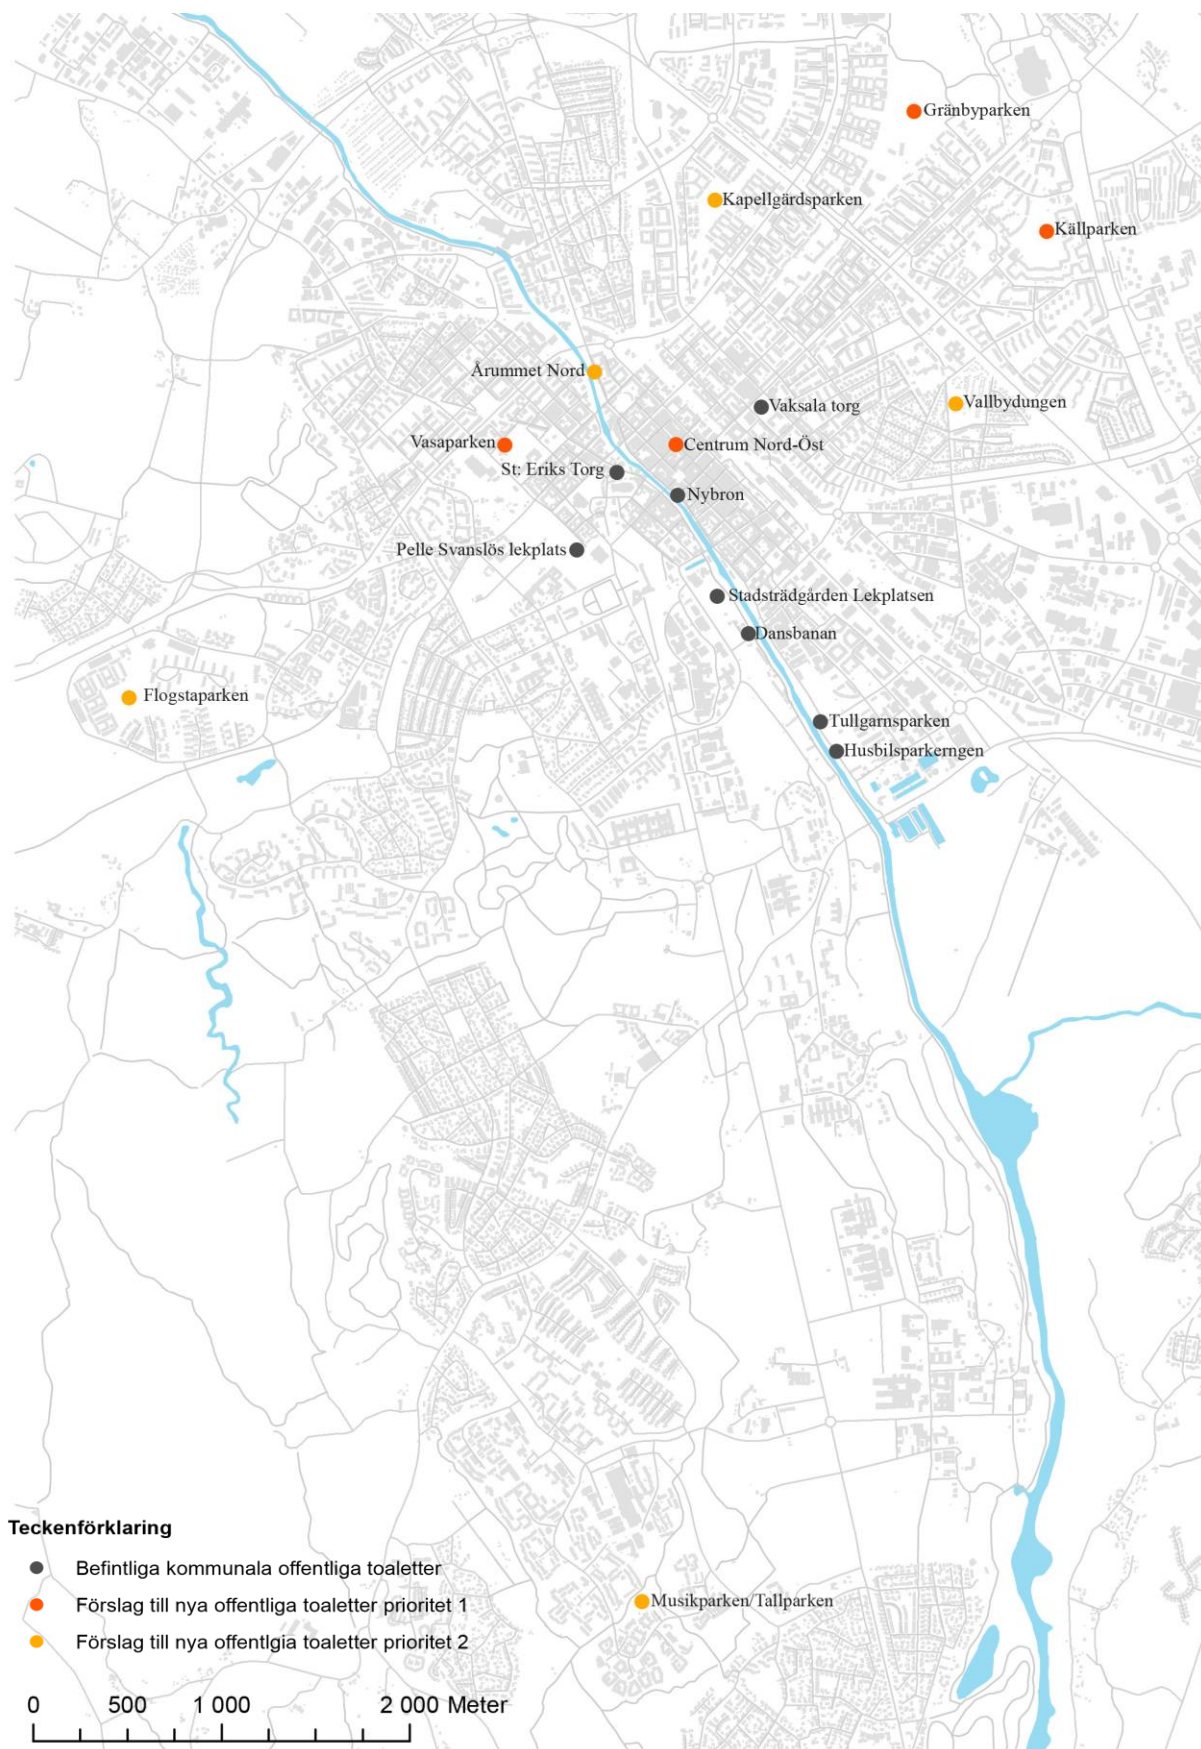 Gränbyparken
Kapellgärdsparken
Källparken
Årummet Nord
Vaksala torg
Vallbydungen
Vasaparken
Centrum Nord-Öst
St: Eriks Torg
Nybron
Pelle Svanslös lekplats
Stadsträdgården Lekplatsen
Dansbanan
Flogstaparken
Tullgarnsparken
Husbilsparkerngen
Teckenförklaring
Befintliga kommunala offentliga toaletter
Förslag till nya offentliga toaletter prioritet 1
Förslag till nya offentlgia toaletter prioritet 2
Musikparken/Tallparken
0 500 1 000 2 000 Meter